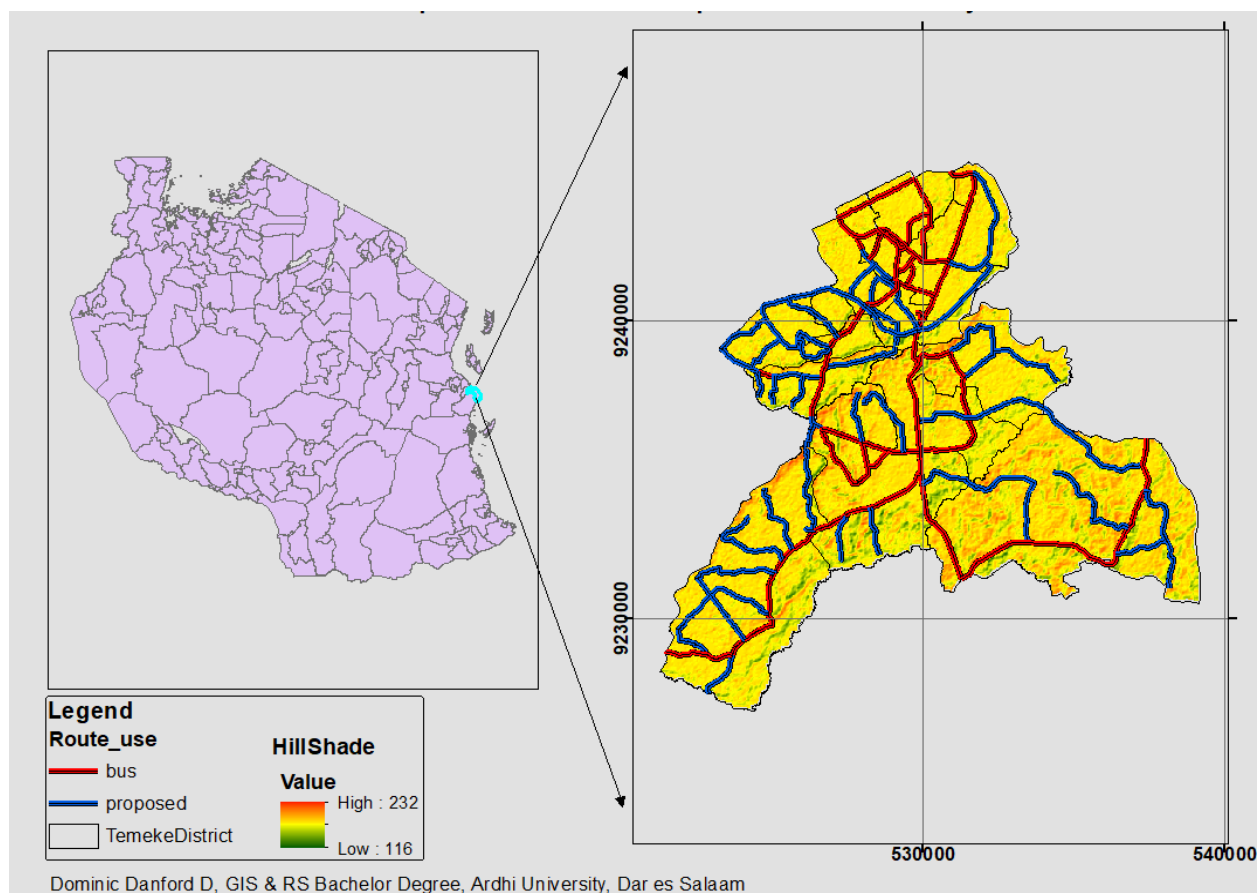 9240000
9230000
530000
540000
Legend
Route_use
bus
proposed
TemekeDistrict
HillShade
Value
High : 232
Low : 116
Dominic Danford D, GIS & RS Bachelor Degree, Ardhi University, Dar es Salaam